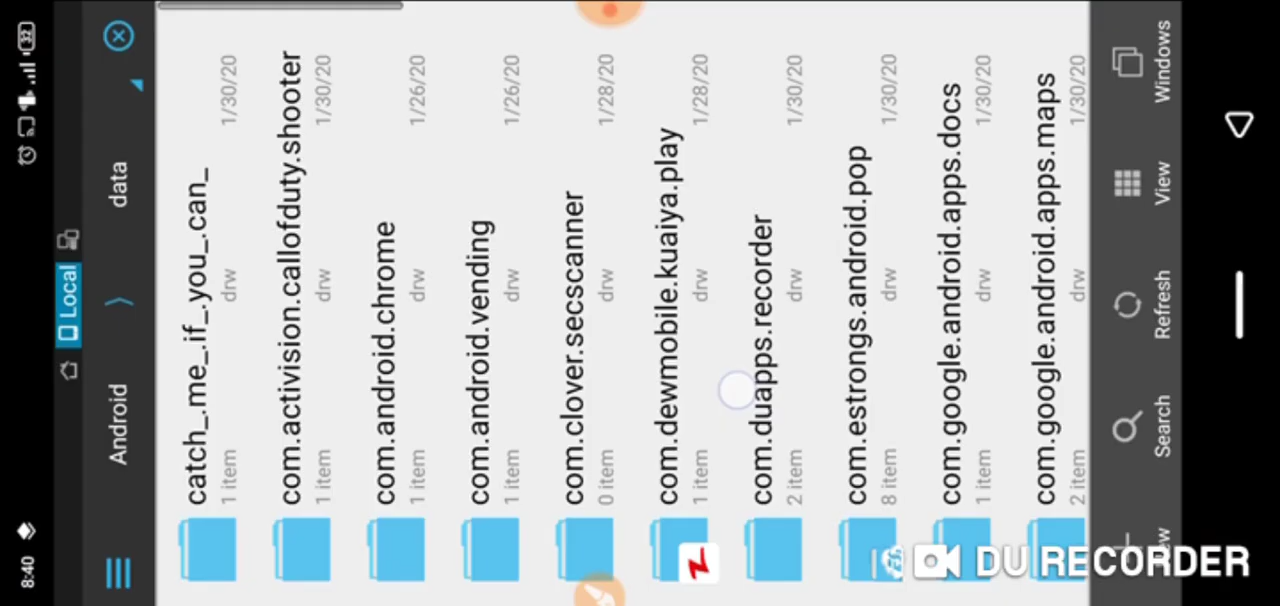 8:40
32
Local
Android
data
catch_.me_.if_.you_.can_
1 item
drw
1/30/20
com.activision.callofduty.shooter
1 item
drw
1/30/20
com.android.chrome
1 item
drw
1/26/20
com.android.vending
1 item
drw
1/26/20
com.clover.secscanner
0 item
drw
1/28/20
com.dewmobile.kuaiya.play
1 item
drw
1/28/20
com.duapps.recorder
2 item
drw
1/30/20
com.estrongs.android.pop
8 item
drw
1/30/20
com.google.android.apps.docs
1 item
drw
1/30/20
com.google.android.apps.maps
2 item
drw
1/30/20
Search
Refresh
View
Windows
DU RECORDER